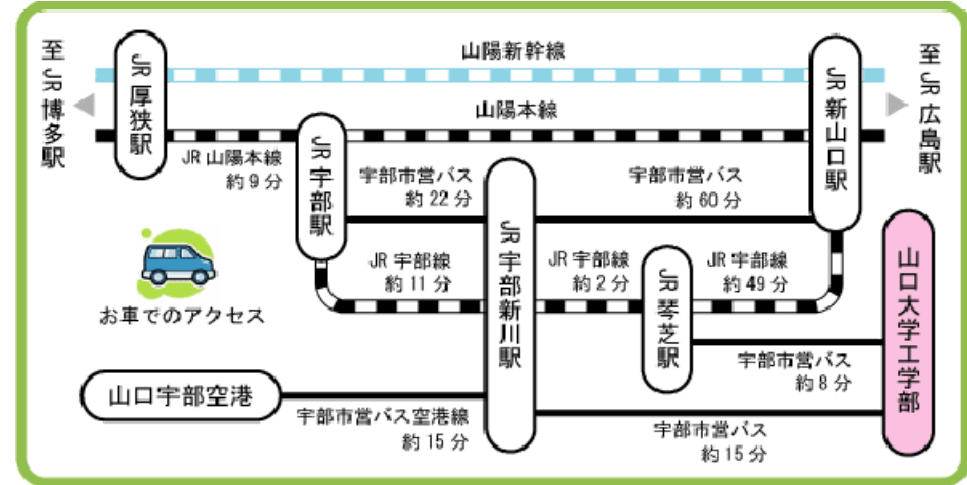 至JR博多駅
JR厚狭駅
山陽新幹線
山陽本線
JR新山口駅
至JR広島駅
JR山陽本線
約9分
JR宇部駅
宇部市営バス
約22分
宇部市営バス
約60分
JR宇部新川駅
JR宇部線
約11分
JR宇部線
約2分
JR琴芝駅
JR宇部線
約49分
山口大学工学部
お車でのアクセス
宇部市営バス
約8分
山口宇部空港
宇部市営バス空港線
約15分
宇部市営バス
約15分